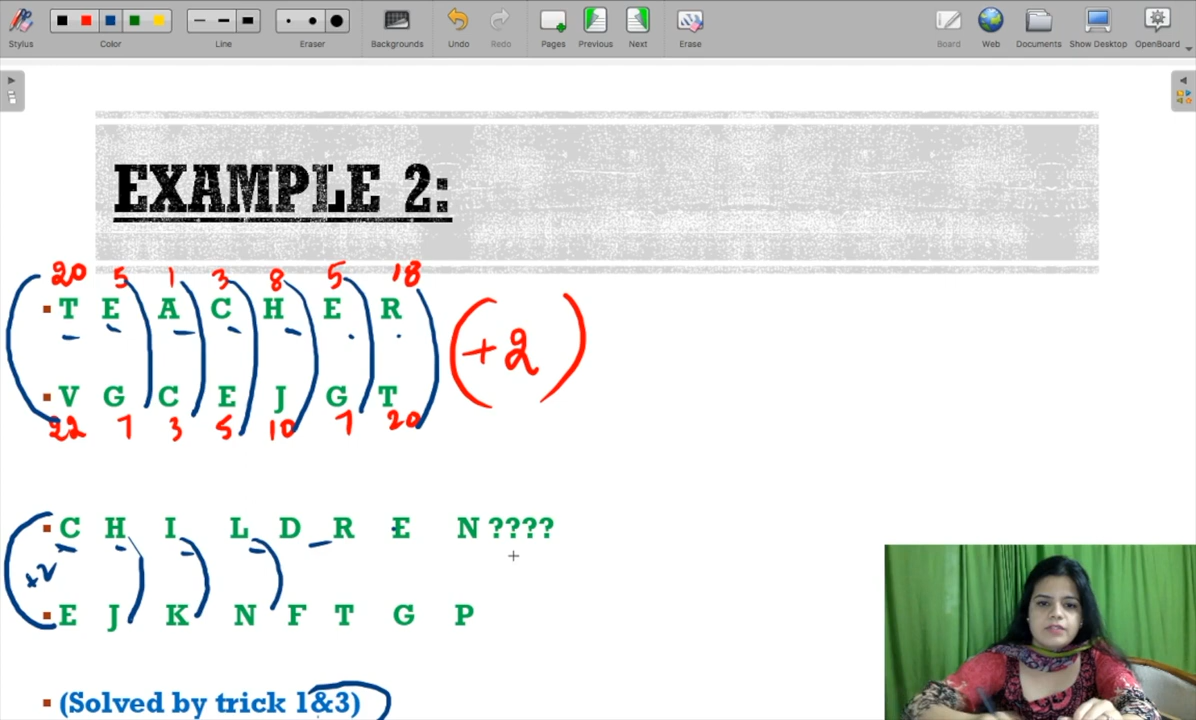 Stylus Color Line Eraser Backgrounds Undo Redo Pages Previous Next Erase Board Web Documents Show Desktop OpenBoard
EXAMPLE 2:
20 5 1 3 8 5 18
▪ T E A C H E R
(+2)
▪ V G C E J G T
22 7 3 5 10 7 20
▪ C H I L D R E N ????
+2
▪ E J K N F T G P
▪ (Solved by trick 1&3)